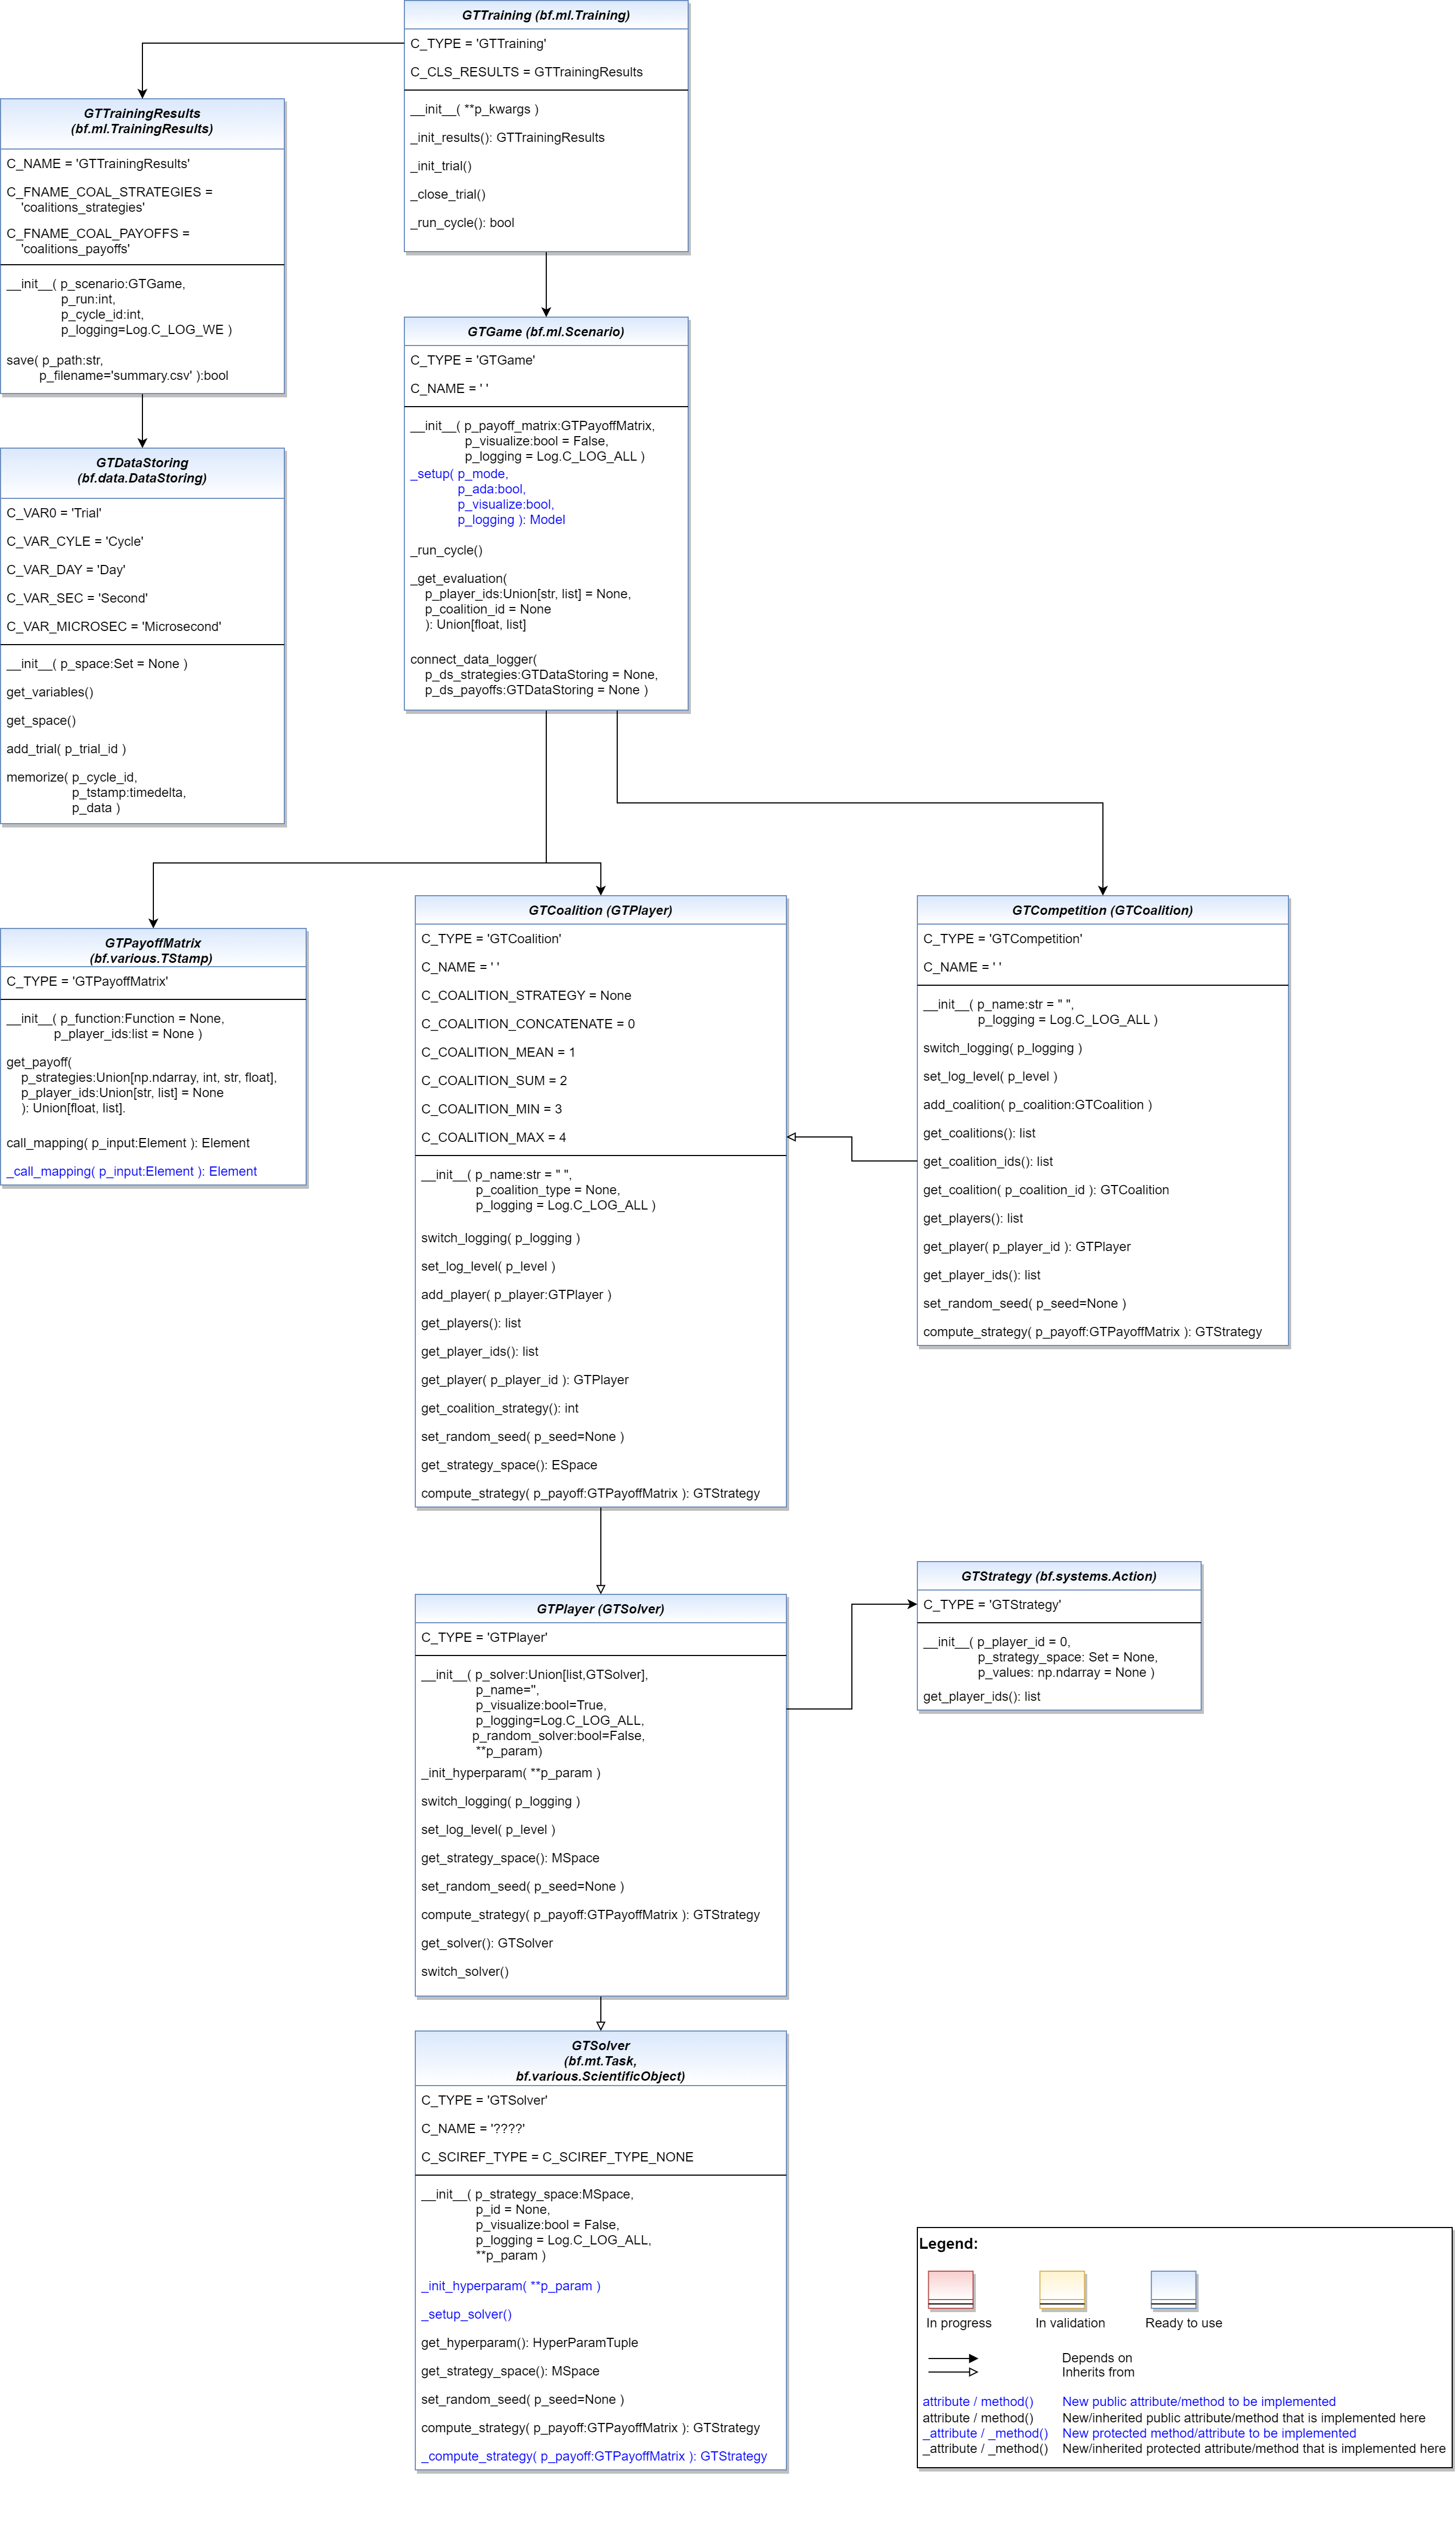 GTTraining (bf.ml.Training)
C_TYPE = 'GTTraining'
C_CLS_RESULTS = GTTrainingResults
__init__( **p_kwargs )
_init_results(): GTTrainingResults
_init_trial()
_close_trial()
_run_cycle(): bool
GTTrainingResults
(bf.ml.TrainingResults)
C_NAME = 'GTTrainingResults'
C_FNAME_COAL_STRATEGIES =
'coalitions_strategies'
C_FNAME_COAL_PAYOFFS =
'coalitions_payoffs'
__init__( p_scenario:GTGame,
p_run:int,
p_cycle_id:int,
p_logging=Log.C_LOG_WE )
save( p_path:str,
p_filename='summary.csv' ):bool
GTGame (bf.ml.Scenario)
C_TYPE = 'GTGame'
C_NAME = ' '
__init__( p_payoff_matrix:GTPayoffMatrix,
p_visualize:bool = False,
p_logging = Log.C_LOG_ALL )
_setup( p_mode,
p_ada:bool,
p_visualize:bool,
p_logging ): Model
_run_cycle()
_get_evaluation(
p_player_ids:Union[str, list] = None,
p_coalition_id = None
): Union[float, list]
connect_data_logger(
p_ds_strategies:GTDataStoring = None,
p_ds_payoffs:GTDataStoring = None )
GTDataStoring
(bf.data.DataStoring)
C_VAR0 = 'Trial'
C_VAR_CYLE = 'Cycle'
C_VAR_DAY = 'Day'
C_VAR_SEC = 'Second'
C_VAR_MICROSEC = 'Microsecond'
__init__( p_space:Set = None )
get_variables()
get_space()
add_trial( p_trial_id )
memorize( p_cycle_id,
p_tstamp:timedelta,
p_data )
GTPayoffMatrix
(bf.various.TStamp)
C_TYPE = 'GTPayoffMatrix'
__init__( p_function:Function = None,
p_player_ids:list = None )
get_payoff(
p_strategies:Union[np.ndarray, int, str, float],
p_player_ids:Union[str, list] = None
): Union[float, list].
call_mapping( p_input:Element ): Element
_call_mapping( p_input:Element ): Element
GTCoalition (GTPlayer)
C_TYPE = 'GTCoalition'
C_NAME = ' '
C_COALITION_STRATEGY = None
C_COALITION_CONCATENATE = 0
C_COALITION_MEAN = 1
C_COALITION_SUM = 2
C_COALITION_MIN = 3
C_COALITION_MAX = 4
__init__( p_name:str = " ",
p_coalition_type = None,
p_logging = Log.C_LOG_ALL )
switch_logging( p_logging )
set_log_level( p_level )
add_player( p_player:GTPlayer )
get_players(): list
get_player_ids(): list
get_player( p_player_id ): GTPlayer
get_coalition_strategy(): int
set_random_seed( p_seed=None )
get_strategy_space(): ESpace
compute_strategy( p_payoff:GTPayoffMatrix ): GTStrategy
GTCompetition (GTCoalition)
C_TYPE = 'GTCompetition'
C_NAME = ' '
__init__( p_name:str = " ",
p_logging = Log.C_LOG_ALL )
switch_logging( p_logging )
set_log_level( p_level )
add_coalition( p_coalition:GTCoalition )
get_coalitions(): list
get_coalition_ids(): list
get_coalition( p_coalition_id ): GTCoalition
get_players(): list
get_player( p_player_id ): GTPlayer
get_player_ids(): list
set_random_seed( p_seed=None )
compute_strategy( p_payoff:GTPayoffMatrix ): GTStrategy
GTPlayer (GTSolver)
C_TYPE = 'GTPlayer'
__init__( p_solver:Union[list,GTSolver],
p_name='',
p_visualize:bool=True,
p_logging=Log.C_LOG_ALL,
p_random_solver:bool=False,
**p_param)
_init_hyperparam( **p_param )
switch_logging( p_logging )
set_log_level( p_level )
get_strategy_space(): MSpace
set_random_seed( p_seed=None )
compute_strategy( p_payoff:GTPayoffMatrix ): GTStrategy
get_solver(): GTSolver
switch_solver()
GTStrategy (bf.systems.Action)
C_TYPE = 'GTStrategy'
__init__( p_player_id = 0,
p_strategy_space: Set = None,
p_values: np.ndarray = None )
get_player_ids(): list
GTSolver
(bf.mt.Task,
bf.various.ScientificObject)
C_TYPE = 'GTSolver'
C_NAME = '????'
C_SCIREF_TYPE = C_SCIREF_TYPE_NONE
__init__( p_strategy_space:MSpace,
p_id = None,
p_visualize:bool = False,
p_logging = Log.C_LOG_ALL,
**p_param )
_init_hyperparam( **p_param )
_setup_solver()
get_hyperparam(): HyperParamTuple
get_strategy_space(): MSpace
set_random_seed( p_seed=None )
compute_strategy( p_payoff:GTPayoffMatrix ): GTStrategy
_compute_strategy( p_payoff:GTPayoffMatrix ): GTStrategy
Legend:
In progress
In validation
Ready to use
Depends on
Inherits from
attribute / method() New public attribute/method to be implemented
attribute / method() New/inherited public attribute/method that is implemented here
_attribute / _method() New protected method/attribute to be implemented
_attribute / _method() New/inherited protected attribute/method that is implemented here